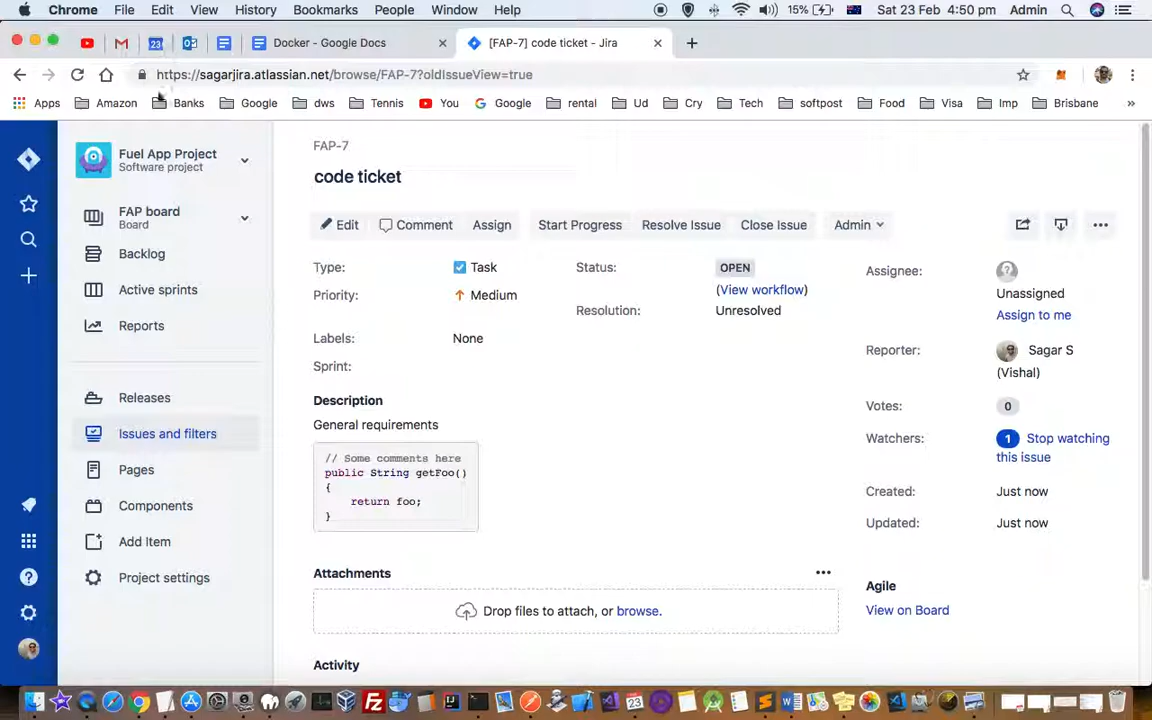 Chrome File Edit View History Bookmarks People Window Help 15% Sat 23 Feb 4:50 pm Admin
23 Docker - Google Docs [FAP-7] code ticket - Jira
https://sagarjira.atlassian.net/browse/FAP-7?oldIssueView=true
Apps Amazon Banks Google dws Tennis You Google rental Ud Cry Tech softpost Food Visa Imp Brisbane »
Fuel App Project
Software project
FAP board
Board
Backlog
Active sprints
Reports
Releases
Issues and filters
Pages
Components
Add Item
Project settings
FAP-7
code ticket
Edit Comment Assign Start Progress Resolve Issue Close Issue Admin
Type: Task
Priority: Medium
Labels: None
Sprint:
Status: OPEN
(View workflow)
Resolution: Unresolved
Assignee:
Unassigned
Assign to me
Reporter: Sagar S
(Vishal)
Votes: 0
Watchers: 1 Stop watching
this issue
Created: Just now
Updated: Just now
Description
General requirements
// Some comments here
public String getFoo()
{
return foo;
}
Attachments
Drop files to attach, or browse.
Activity
Agile
View on Board
23